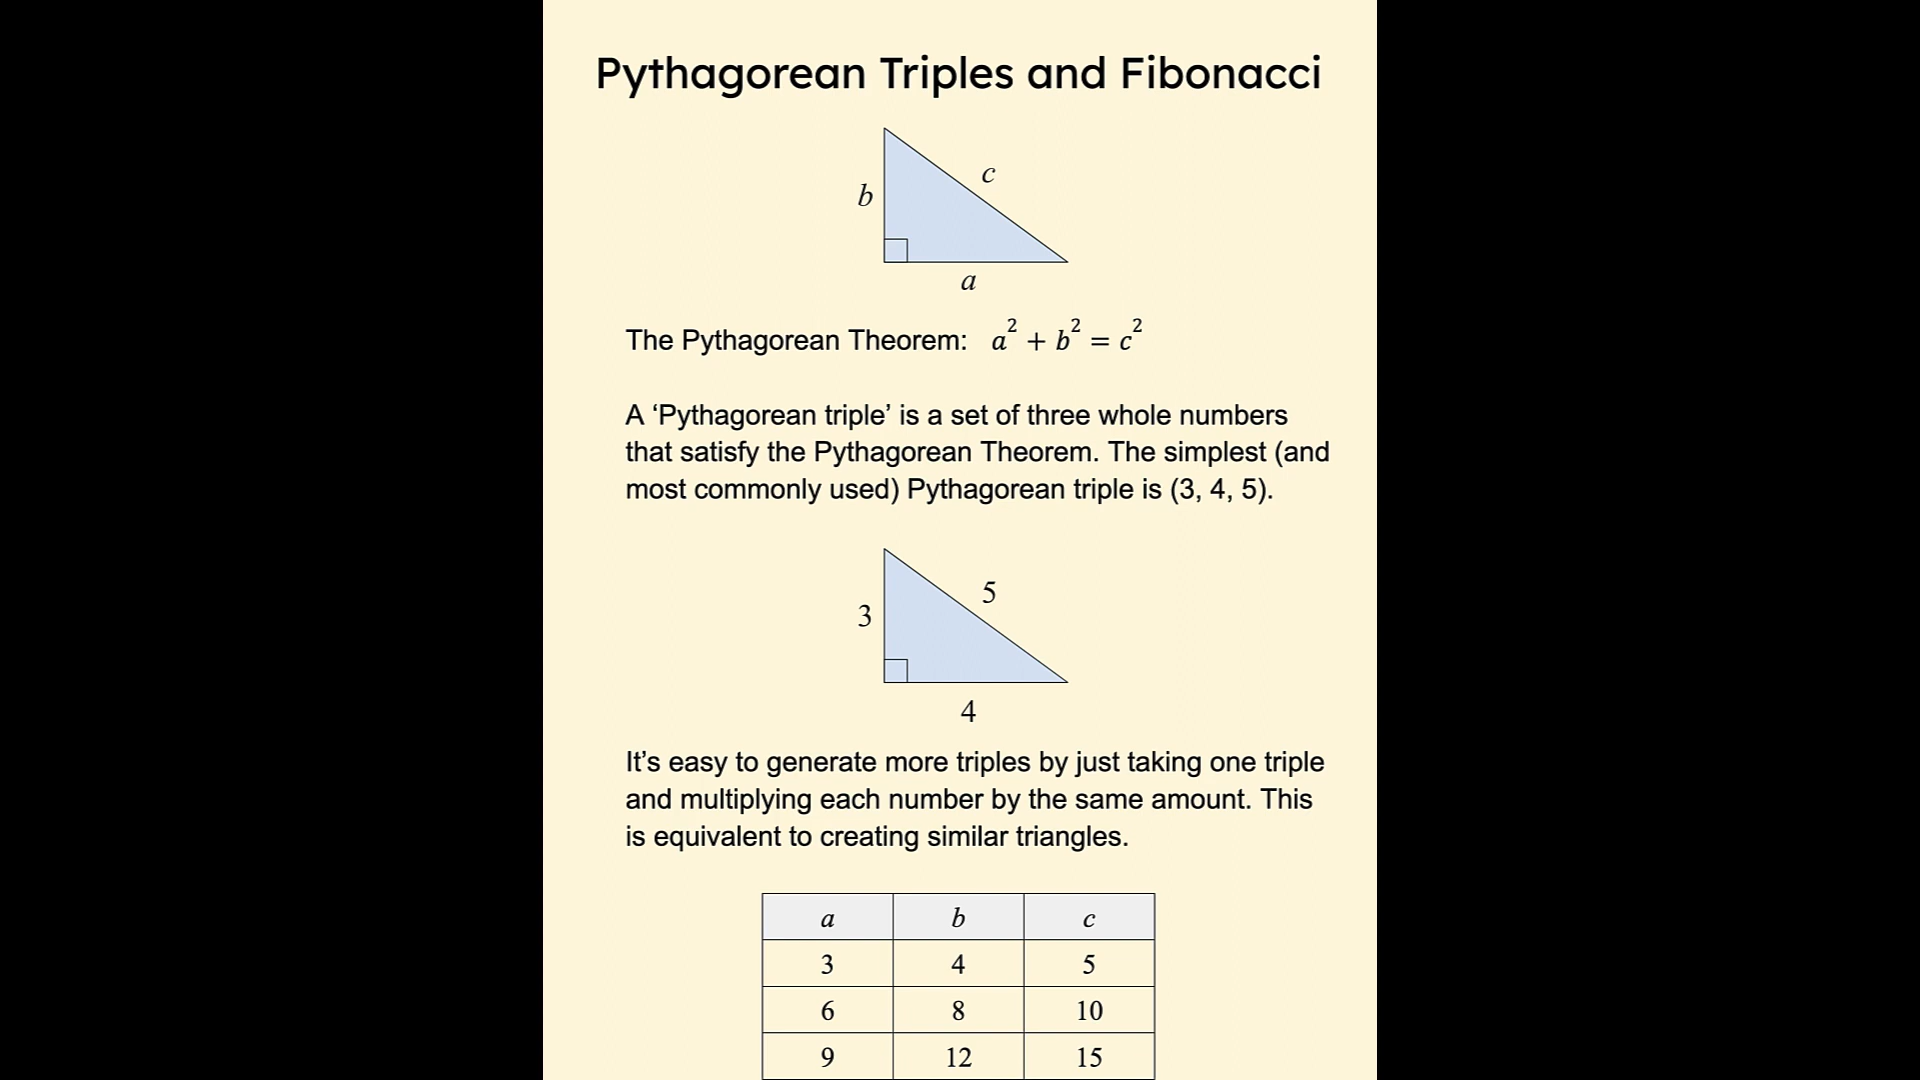 Pythagorean Triples and Fibonacci
b
c
a
The Pythagorean Theorem: a² + b² = c²
A ‘Pythagorean triple’ is a set of three whole numbers
that satisfy the Pythagorean Theorem. The simplest (and
most commonly used) Pythagorean triple is (3, 4, 5).
3
5
4
It’s easy to generate more triples by just taking one triple
and multiplying each number by the same amount. This
is equivalent to creating similar triangles.
a b c
3 4 5
6 8 10
9 12 15